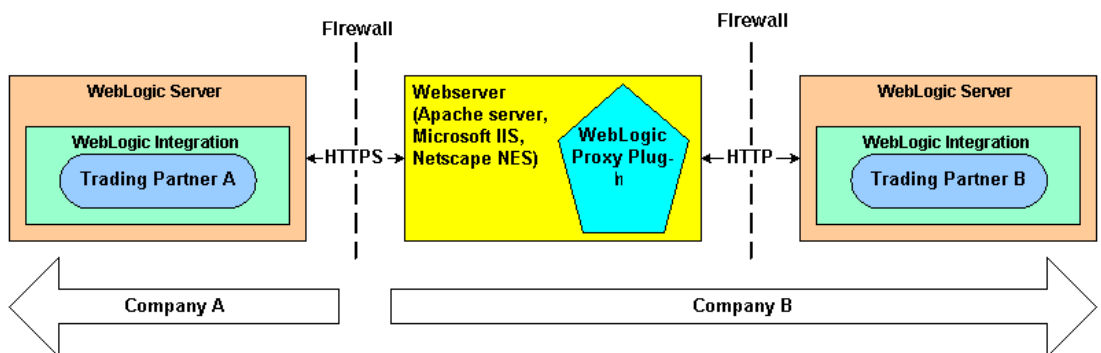 Firewall
Firewall
WebLogic Server
WebLogic Integration
Trading Partner A
HTTPS
Webserver
(Apache server,
Microsoft IIS,
Netscape NES)
WebLogic
Proxy Plug-
h
HTTP
WebLogic Server
WebLogic Integration
Trading Partner B
Company A
Company B